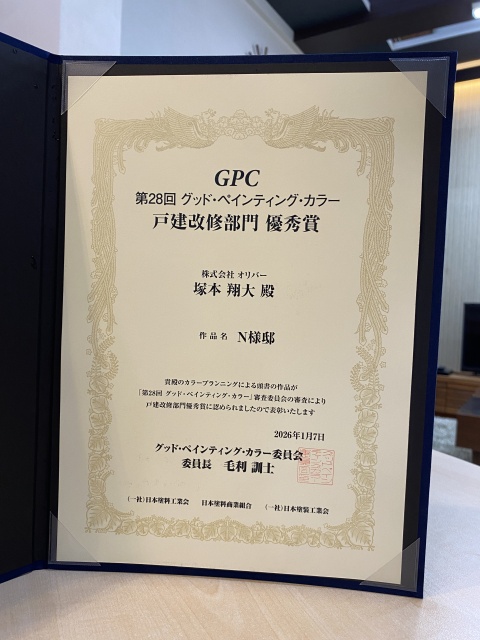 GPC
第28回 グッド・ペインティング・カラー
戸建改修部門 優秀賞
株式会社 オリバー
塚本 翔大 殿
作品名 N様邸
貴殿のカラープランニングによる頭書の作品が
「第28回 グッド・ペインティング・カラー」審査委員会の審査により
戸建改修部門優秀賞に認められましたので表彰いたします
2026年1月7日
グッド・ペインティング・カラー委員会
委員長 毛利 訓士
(一社)日本塗料工業会 日本塗料商業組合 (一社)日本塗装工業会